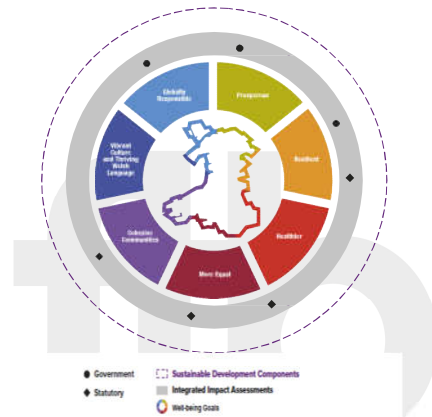 Globally
Responsible
Prosperous
Vibrant
Culture
and Thriving
Welsh
Language
Resilient
Cohesive
Communities
Healthier
More Equal
Government
Sustainable Development Components
Statutory
Integrated Impact Assessments
Well-being Goals